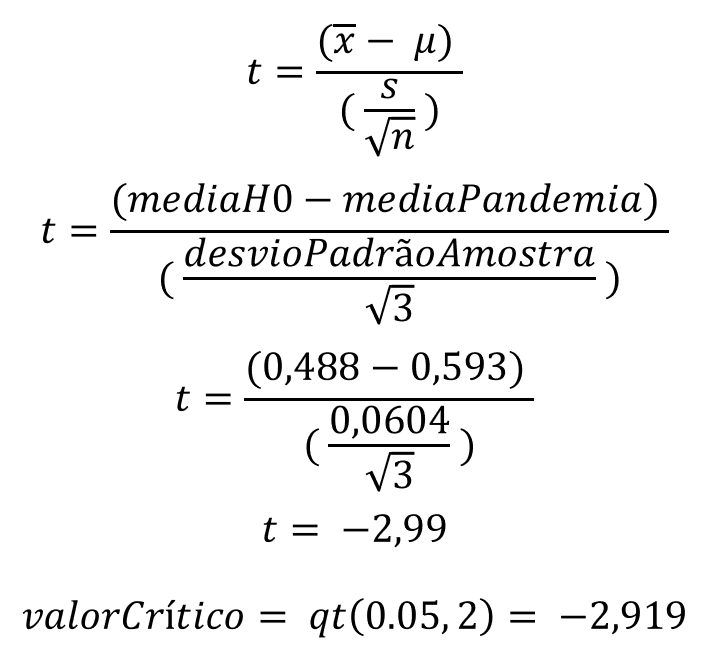 t = (x̅ − μ) / (s / √n)
t = (mediaH0 − mediaPandemia) / (desvioPadrãoAmostra / √3)
t = (0,488 − 0,593) / (0,0604 / √3)
t = −2,99
valorCrítico = qt(0.05, 2) = −2,919